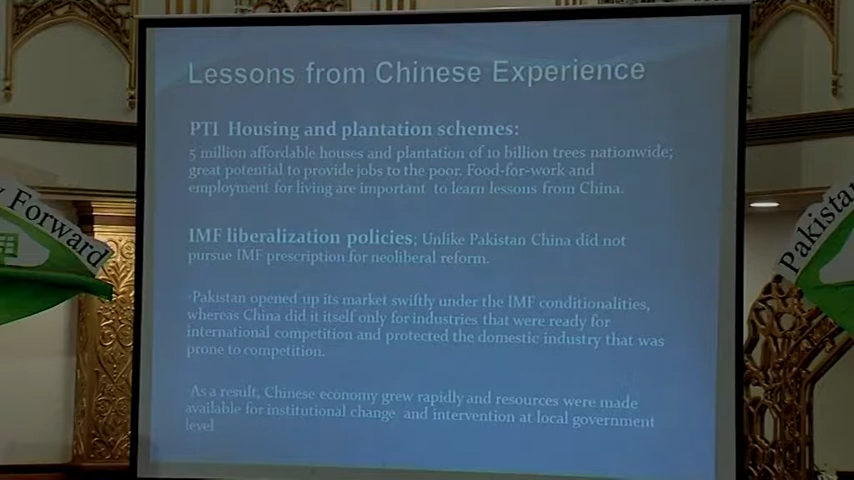 Lessons from Chinese Experience
PTI Housing and plantation schemes:
5 million affordable houses and plantation of 10 billion trees nationwide;
great potential to provide jobs to the poor. Food-for-work and
employment for living are important to learn lessons from China.
IMF liberalization policies; Unlike Pakistan China did not
pursue IMF prescription for neoliberal reform.
Pakistan opened up its market swiftly under the IMF conditionalities,
whereas China did it itself only for industries that were ready for
international competition and protected the domestic industry that was
prone to competition.
As a result, Chinese economy grew rapidly and resources were made
available for institutional change and intervention at local government
level
Forward
Pakistan